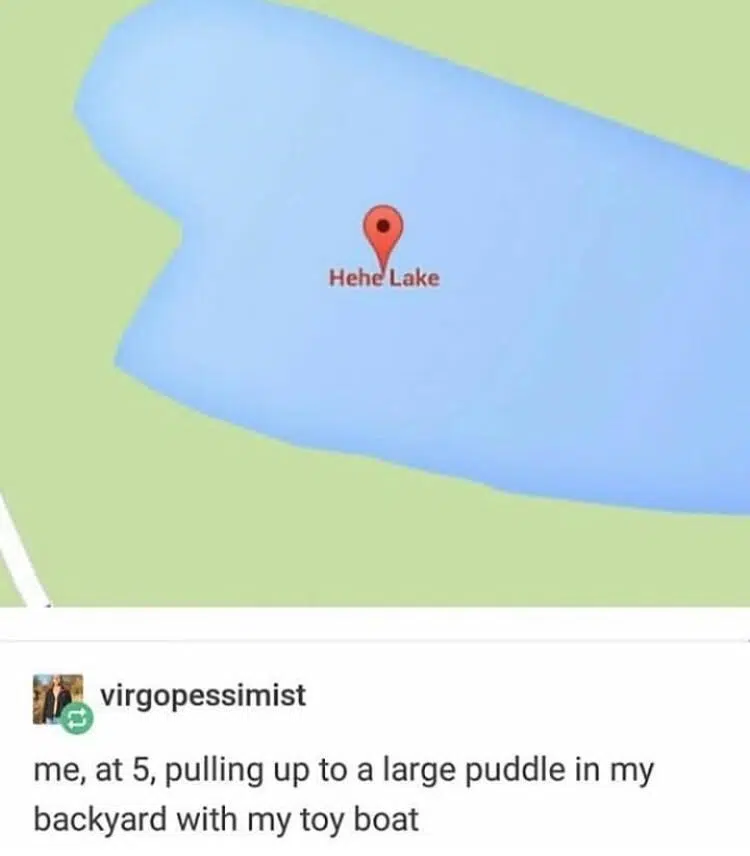 Hehe Lake
virgopessimist
me, at 5, pulling up to a large puddle in my
backyard with my toy boat